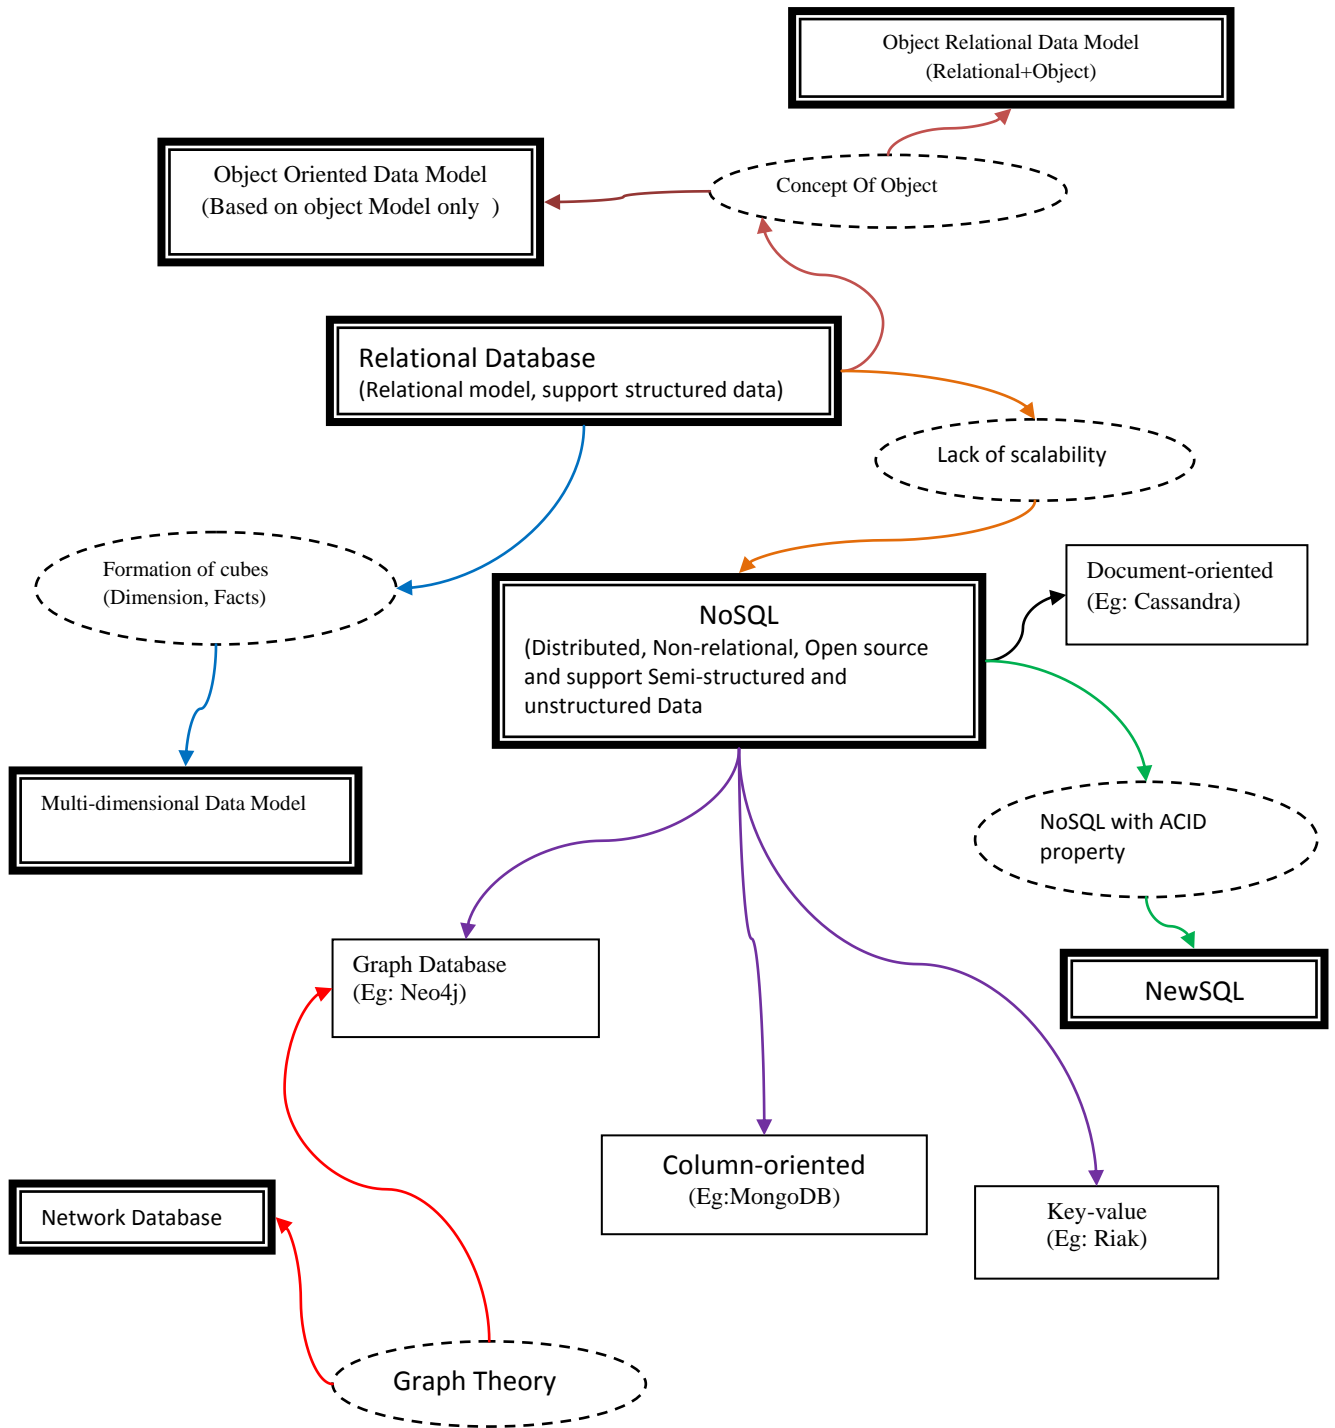 Object Relational Data Model
(Relational+Object)
Object Oriented Data Model
(Based on object Model only  )
Concept Of Object
Relational Database
(Relational model, support structured data)
Lack of scalability
Formation of cubes
(Dimension, Facts)
Document-oriented
(Eg: Cassandra)
NoSQL
(Distributed, Non-relational, Open source
and support Semi-structured and
unstructured Data
Multi-dimensional Data Model
NoSQL with ACID
property
Graph Database
(Eg: Neo4j)
NewSQL
Column-oriented
(Eg:MongoDB)
Key-value
(Eg: Riak)
Network Database
Graph Theory